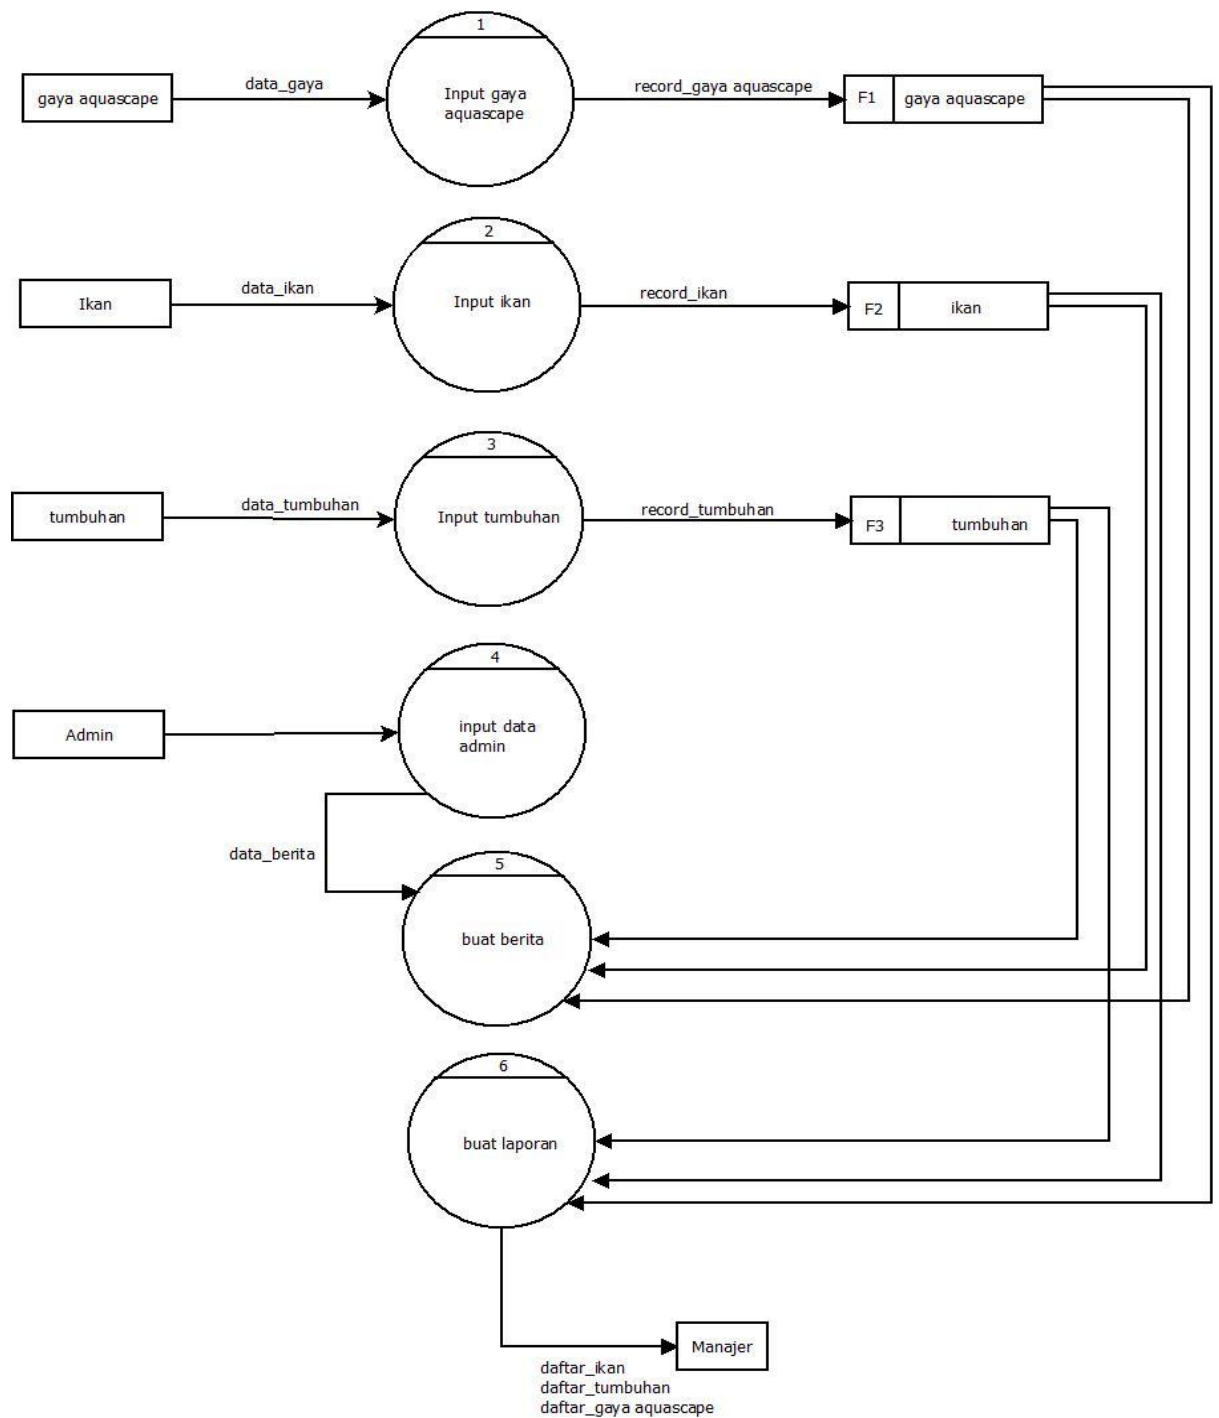 1
gaya aquascape
data_gaya
Input gaya
aquascape
record_gaya aquascape
F1
gaya aquascape
2
Ikan
data_ikan
Input ikan
record_ikan
F2
ikan
3
tumbuhan
data_tumbuhan
Input tumbuhan
record_tumbuhan
F3
tumbuhan
4
Admin
input data
admin
data_berita
5
buat berita
6
buat laporan
Manajer
daftar_ikan
daftar_tumbuhan
daftar_gaya aquascape